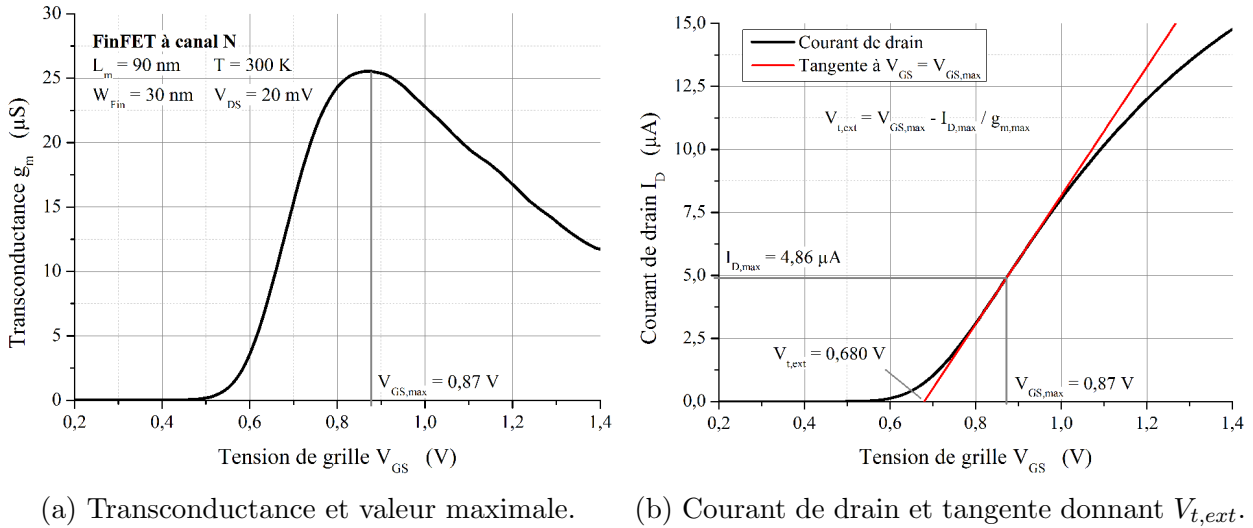 30
25
20
15
10
5
0
Transconductance g_m (µS)
FinFET à canal N
L_m = 90 nm T = 300 K
W_Fin = 30 nm V_DS = 20 mV
V_GS,max = 0,87 V
0,2 0,4 0,6 0,8 1,0 1,2 1,4
Tension de grille V_GS (V)
(a) Transconductance et valeur maximale.
15,0
12,5
10,0
7,5
5,0
2,5
0,0
Courant de drain I_D (µA)
Courant de drain
Tangente à V_GS = V_GS,max
V_t,ext = V_GS,max - I_D,max / g_m,max
I_D,max = 4,86 µA
V_t,ext = 0,680 V
V_GS,max = 0,87 V
0,2 0,4 0,6 0,8 1,0 1,2 1,4
Tension de grille V_GS (V)
(b) Courant de drain et tangente donnant V_t,ext.